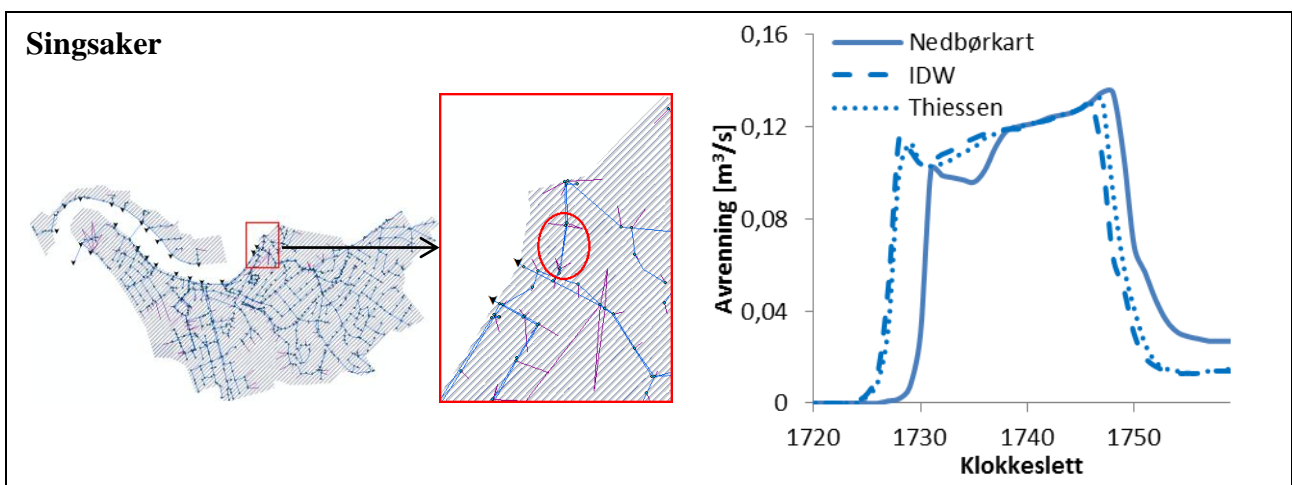 Singsaker
Nedbørkart
IDW
Thiessen
Avrenning [m³/s]
0,16
0,12
0,08
0,04
0
1720
1730
1740
1750
Klokkeslett